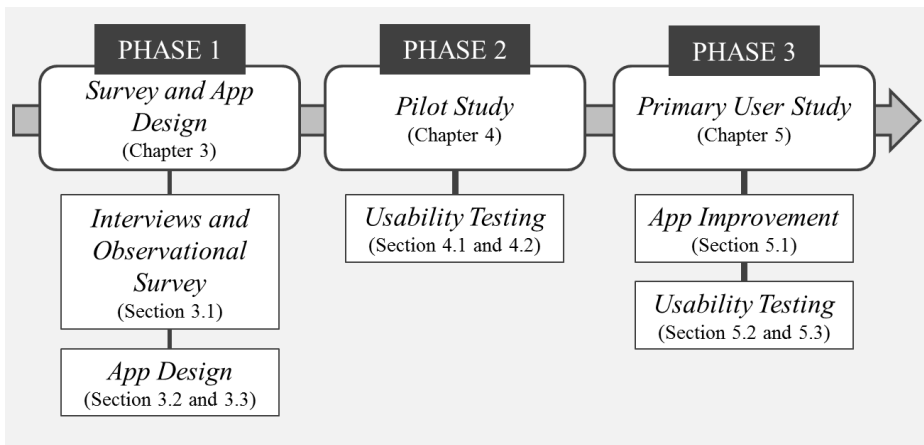 PHASE 1
Survey and App
Design
(Chapter 3)
Interviews and
Observational
Survey
(Section 3.1)
App Design
(Section 3.2 and 3.3)
PHASE 2
Pilot Study
(Chapter 4)
Usability Testing
(Section 4.1 and 4.2)
PHASE 3
Primary User Study
(Chapter 5)
App Improvement
(Section 5.1)
Usability Testing
(Section 5.2 and 5.3)